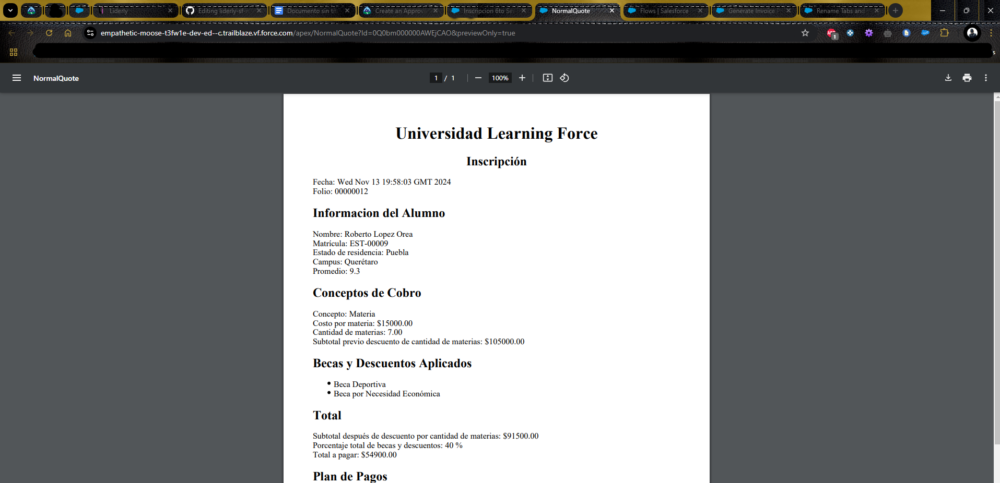 Liderly
Editing liderly-sf-
Documento sin tí
Create an Approv
Inscripcion 6to Se
NormalQuote
Flows | Salesforce
Generate Invoice
Rename Tabs and
empathetic-moose-t3fw1e-dev-ed--c.trailblaze.vf.force.com/apex/NormalQuote?Id=0Q0bm000000AWEjCAO&previewOnly=true
1
s
NormalQuote
1 / 1
100%
Universidad Learning Force
Inscripción
Fecha: Wed Nov 13 19:58:03 GMT 2024
Folio: 00000012
Informacion del Alumno
Nombre: Roberto Lopez Orea
Matrícula: EST-00009
Estado de residencia: Puebla
Campus: Querétaro
Promedio: 9.3
Conceptos de Cobro
Concepto: Materia
Costo por materia: $15000.00
Cantidad de materias: 7.00
Subtotal previo descuento de cantidad de materias: $105000.00
Becas y Descuentos Aplicados
Beca Deportiva
Beca por Necesidad Económica
Total
Subtotal después de descuento por cantidad de materias: $91500.00
Porcentaje total de becas y descuentos: 40 %
Total a pagar: $54900.00
Plan de Pagos